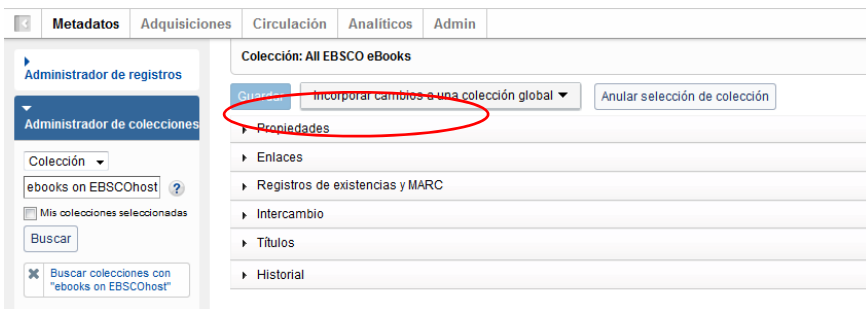 Metadatos Adquisiciones Circulación Analíticos Admin
Administrador de registros
Administrador de colecciones
Colección
ebooks on EBSCOhost ?
Mis colecciones seleccionadas
Buscar
Buscar colecciones con
"ebooks on EBSCOhost"
Colección: All EBSCO eBooks
Guardar Incorporar cambios a una colección global Anular selección de colección
Propiedades
Enlaces
Registros de existencias y MARC
Intercambio
Títulos
Historial